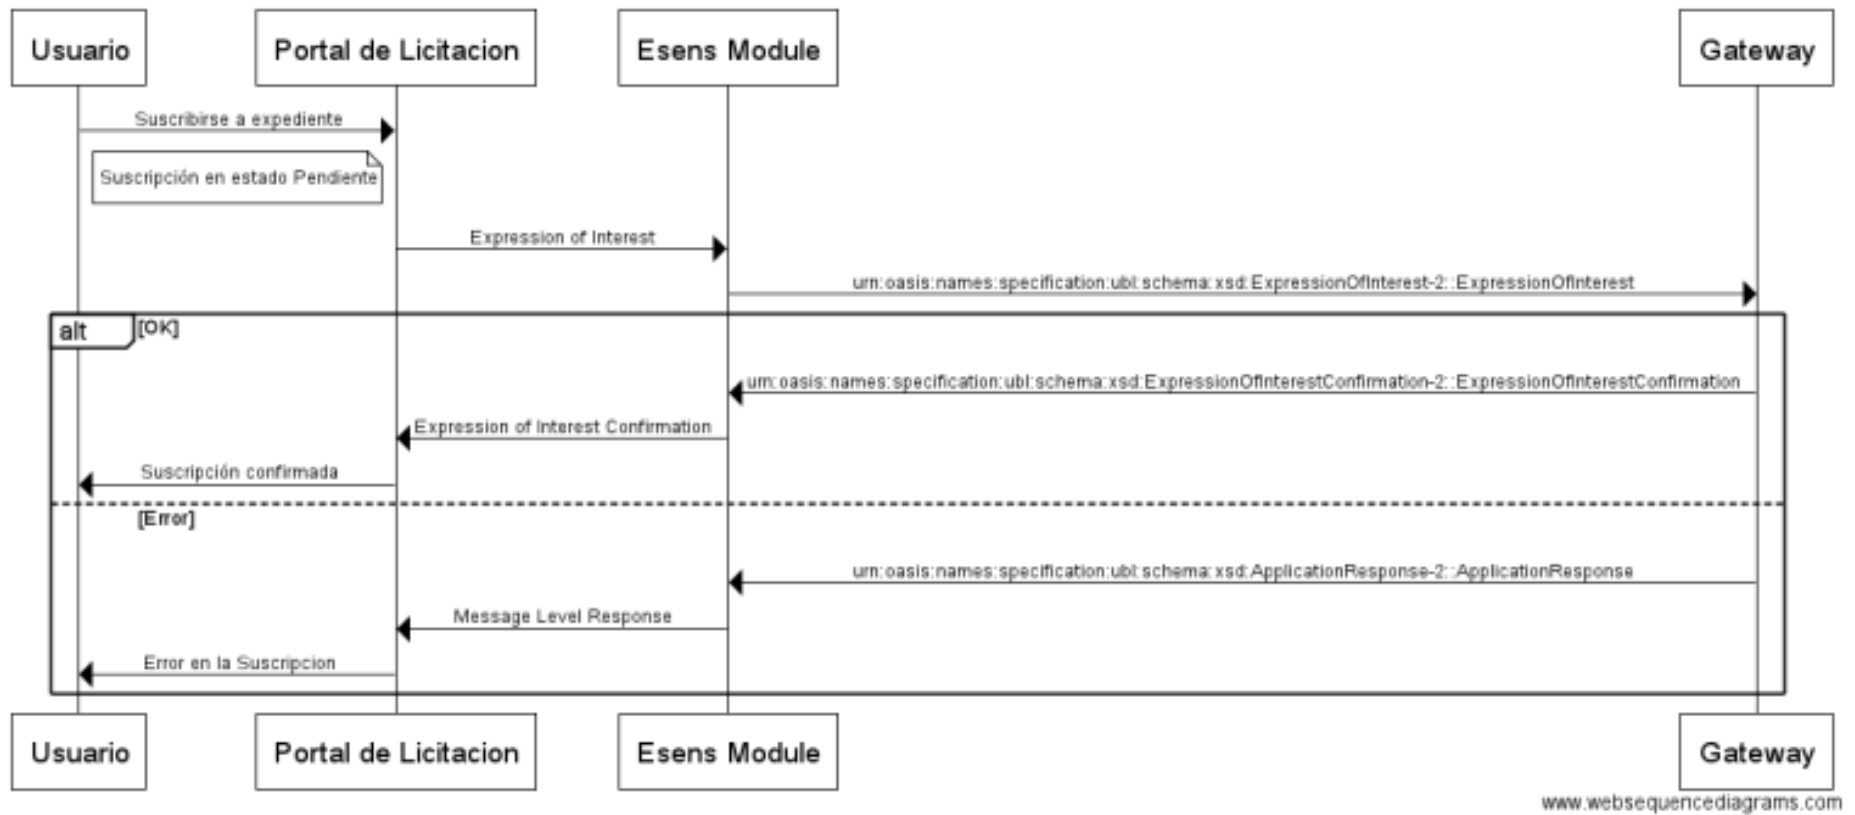 Usuario
Portal de Licitacion
Esens Module
Gateway
Suscribirse a expediente
Suscripción en estado Pendiente
Expression of Interest
urn:oasis:names:specification:ubl:schema:xsd:ExpressionOfInterest-2::ExpressionOfInterest
alt
[OK]
urn:oasis:names:specification:ubl:schema:xsd:ExpressionOfInterestConfirmation-2::ExpressionOfInterestConfirmation
Expression of Interest Confirmation
Suscripción confirmada
[Error]
urn:oasis:names:specification:ubl:schema:xsd:ApplicationResponse-2::ApplicationResponse
Message Level Response
Error en la Suscripcion
Usuario
Portal de Licitacion
Esens Module
Gateway
www.websequencediagrams.com